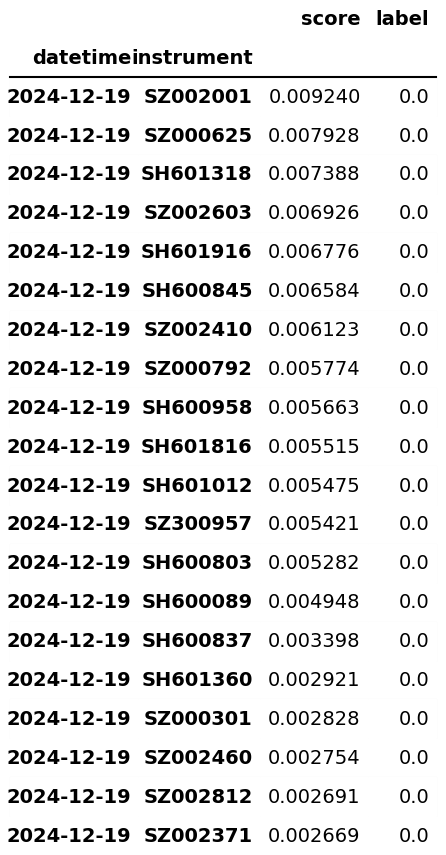 score label
datetime instrument
2024-12-19 SZ002001 0.009240 0.0
2024-12-19 SZ000625 0.007928 0.0
2024-12-19 SH601318 0.007388 0.0
2024-12-19 SZ002603 0.006926 0.0
2024-12-19 SH601916 0.006776 0.0
2024-12-19 SH600845 0.006584 0.0
2024-12-19 SZ002410 0.006123 0.0
2024-12-19 SZ000792 0.005774 0.0
2024-12-19 SH600958 0.005663 0.0
2024-12-19 SH601816 0.005515 0.0
2024-12-19 SH601012 0.005475 0.0
2024-12-19 SZ300957 0.005421 0.0
2024-12-19 SH600803 0.005282 0.0
2024-12-19 SH600089 0.004948 0.0
2024-12-19 SH600837 0.003398 0.0
2024-12-19 SH601360 0.002921 0.0
2024-12-19 SZ000301 0.002828 0.0
2024-12-19 SZ002460 0.002754 0.0
2024-12-19 SZ002812 0.002691 0.0
2024-12-19 SZ002371 0.002669 0.0